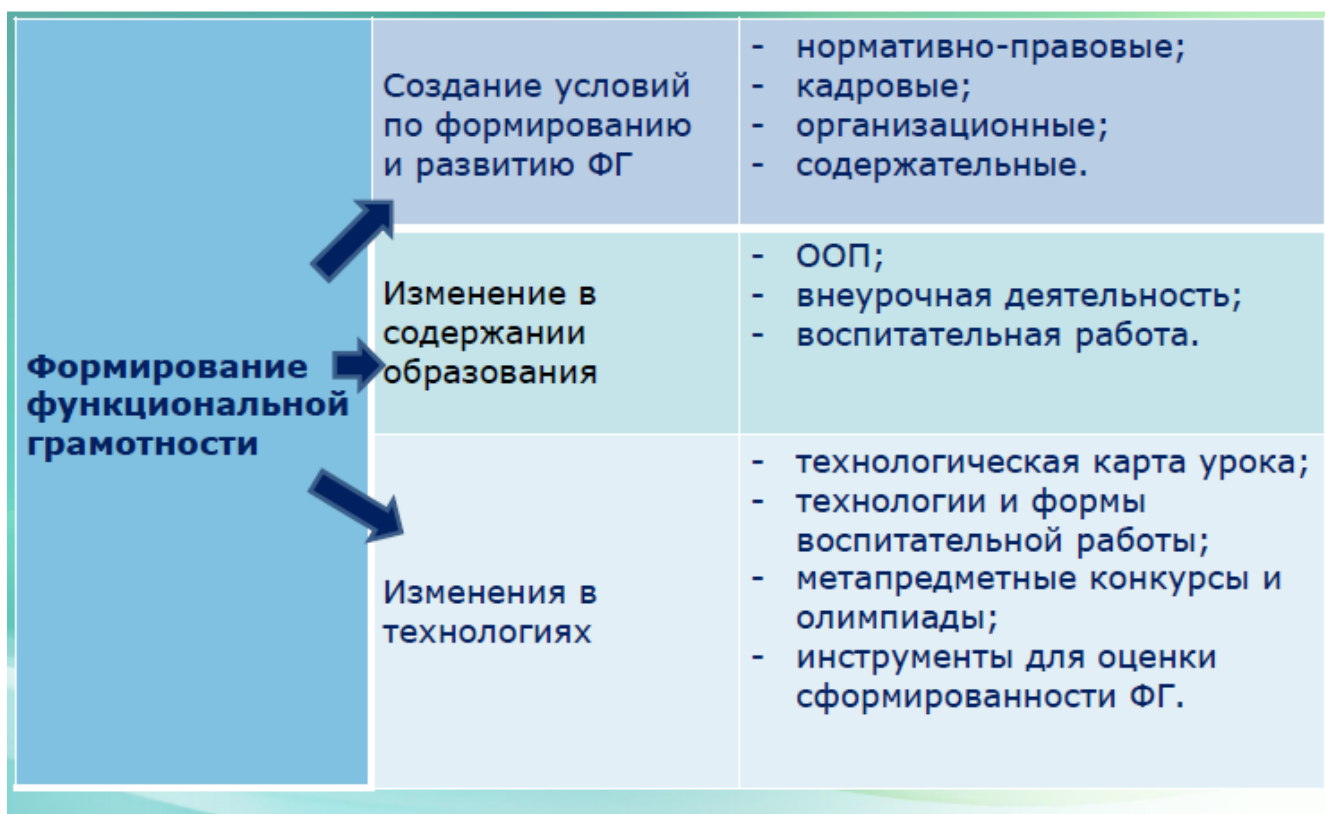 Формирование
функциональной
грамотности
Создание условий
по формированию
и развитию ФГ
- нормативно-правовые;
- кадровые;
- организационные;
- содержательные.
Изменение в
содержании
образования
- ООП;
- внеурочная деятельность;
- воспитательная работа.
Изменения в
технологиях
- технологическая карта урока;
- технологии и формы
воспитательной работы;
- метапредметные конкурсы и
олимпиады;
- инструменты для оценки
сформированности ФГ.